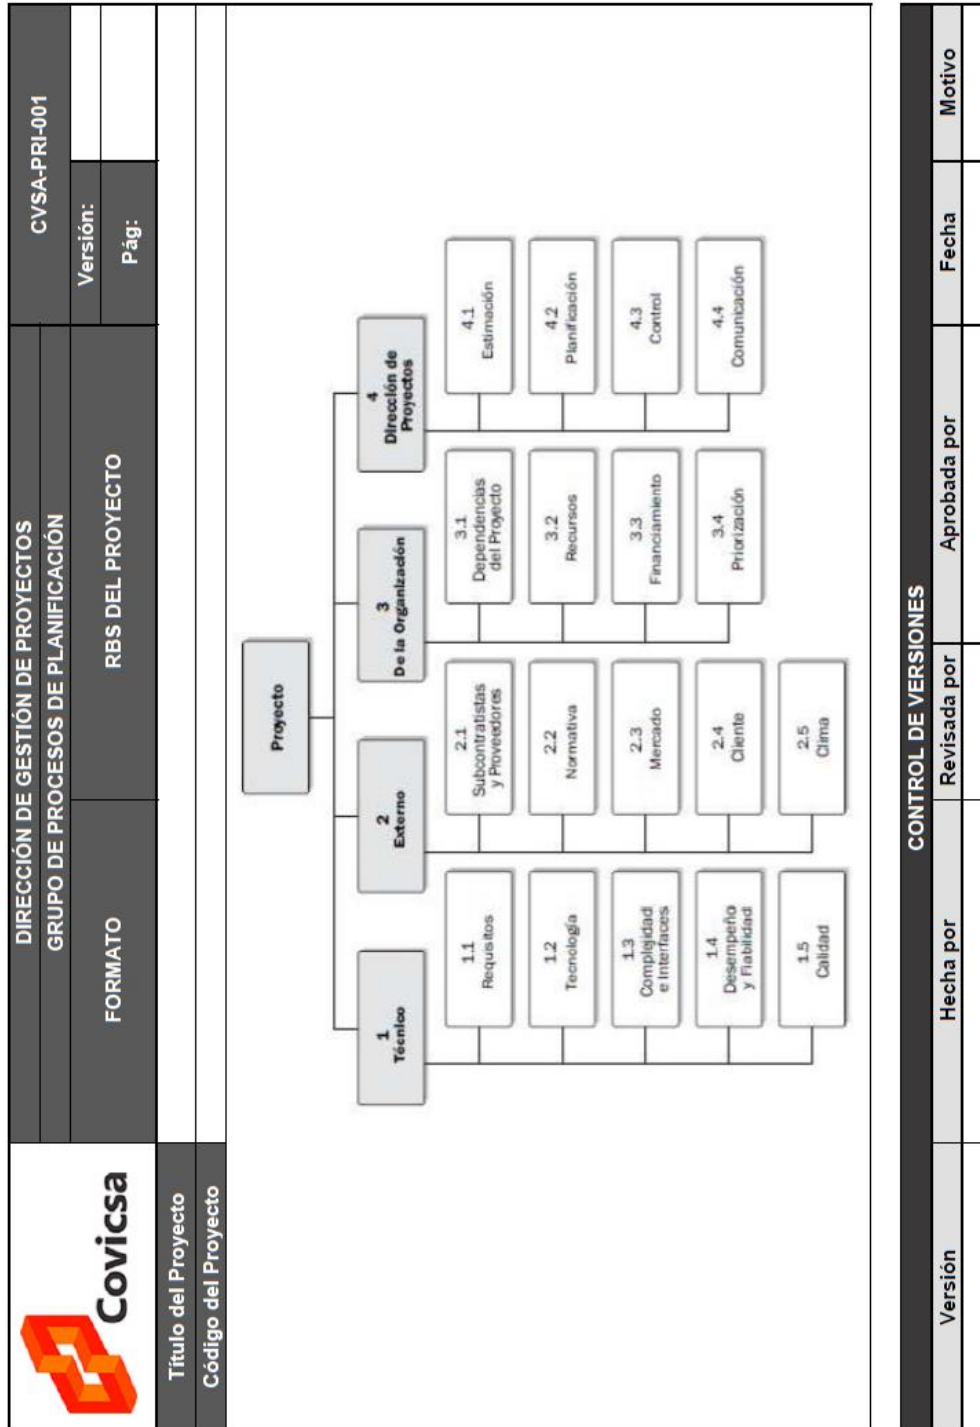 Covicsa
DIRECCIÓN DE GESTIÓN DE PROYECTOS
CVSA-PRI-001
GRUPO DE PROCESOS DE PLANIFICACIÓN
FORMATO
RBS DEL PROYECTO
Versión:
Pág:
Título del Proyecto
Código del Proyecto
Proyecto
1
Técnico
2
Externo
3
De la Organización
4
Dirección de
Proyectos
1.1
Requisitos
1.2
Tecnología
1.3
Complejidad
e Interfaces
1.4
Desempeño
y Fiabilidad
1.5
Calidad
2.1
Subcontratistas
y Proveedores
2.2
Normativa
2.3
Mercado
2.4
Cliente
2.5
Clima
3.1
Dependencias
del Proyecto
3.2
Recursos
3.3
Financiamiento
3.4
Priorización
4.1
Estimación
4.2
Planificación
4.3
Control
4.4
Comunicación
CONTROL DE VERSIONES
Versión
Hecha por
Revisada por
Aprobada por
Fecha
Motivo